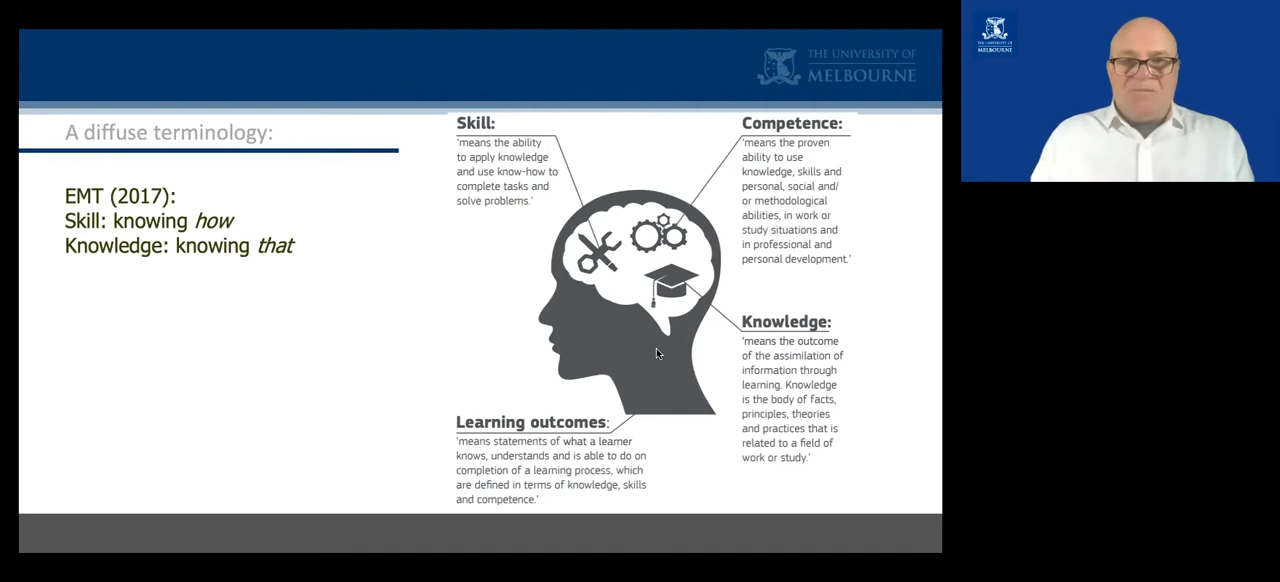 THE UNIVERSITY OF
MELBOURNE
A diffuse terminology:
EMT (2017):
Skill: knowing how
Knowledge: knowing that
Skill:
'means the ability
to apply knowledge
and use know-how to
complete tasks and
solve problems.'
Competence:
'means the proven
ability to use
knowledge, skills and
personal, social and/
or methodological
abilities, in work or
study situations and
in professional and
personal development.'
Knowledge:
'means the outcome
of the assimilation of
information through
learning. Knowledge
is the body of facts,
principles, theories
and practices that is
related to a field of
work or study.'
Learning outcomes:
'means statements of what a learner
knows, understands and is able to do on
completion of a learning process, which
are defined in terms of knowledge, skills
and competence.'
THE UNIVERSITY OF
MELBOURNE